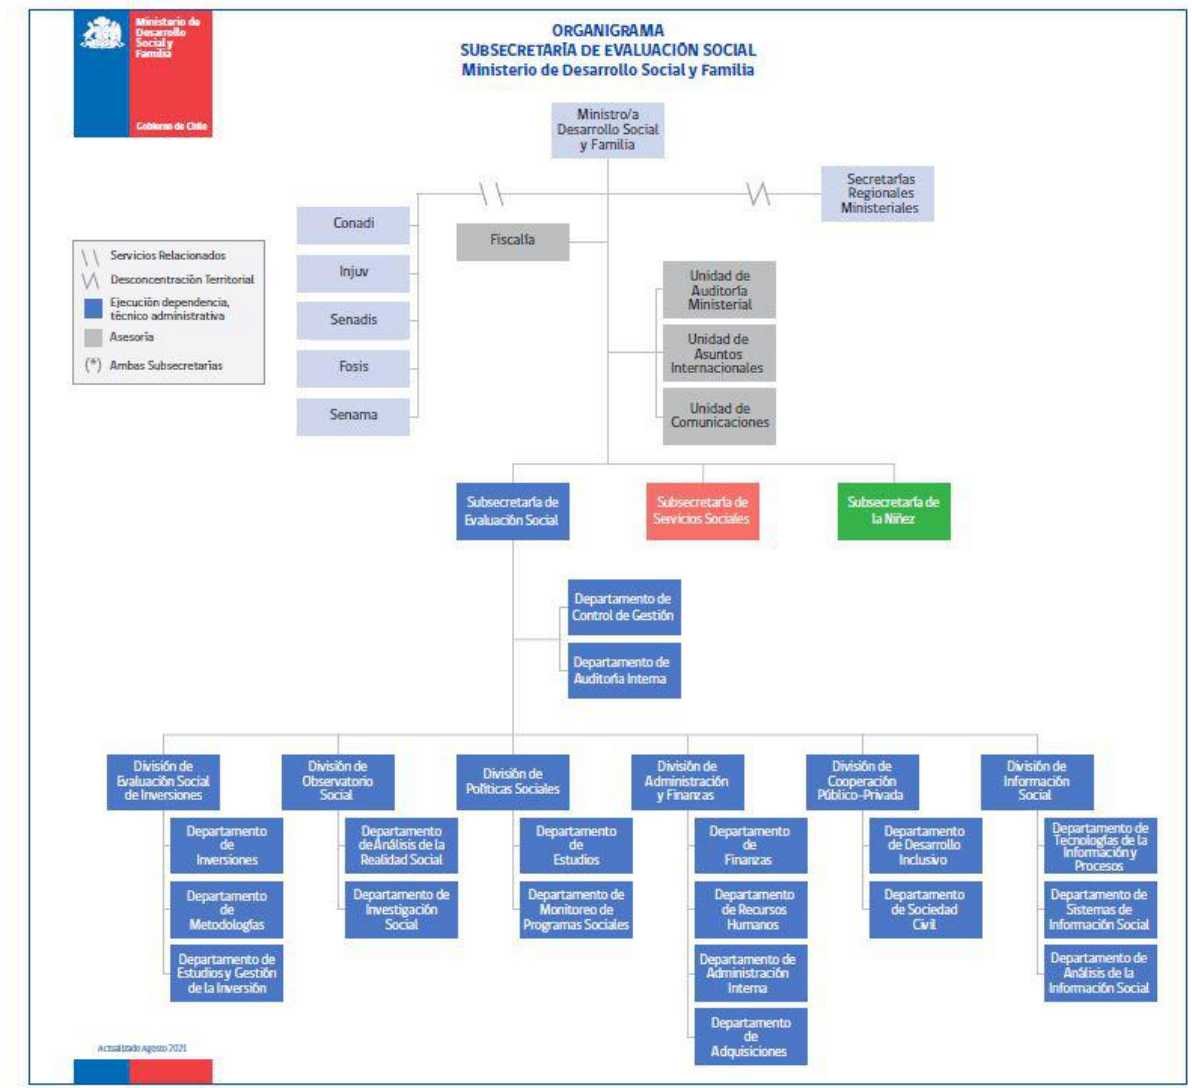 Ministerio de
Desarrollo
Social y
Familia
Gobierno de Chile
ORGANIGRAMA
SUBSECRETARÍA DE EVALUACIÓN SOCIAL
Ministerio de Desarrollo Social y Familia
Ministro/a
Desarrollo Social
y Familia
Secretarías
Regionales
Ministeriales
Conadi
Injuv
Senadis
Fosis
Senama
Fiscalía
Servicios Relacionados
Desconcentración Territorial
Ejecución dependencia,
técnico administrativa
Asesoria
(*) Ambas Subsecretarías
Unidad de
Auditoría
Ministerial
Unidad de
Asuntos
Internacionales
Unidad de
Comunicaciones
Subsecretaría de
Evaluación Social
Subsecretaría de
Servicios Sociales
Subsecretaría de
la Niñez
Departamento de
Control de Gestión
Departamento de
Auditoría Interna
División de
Evaluación Social
de Inversiones
Departamento
de
Inversiones
Departamento
de
Metodologías
Departamento de
Estudios y Gestión
de la Inversión
División de
Observatorio
Social
Departamento
de Análisis de la
Realidad Social
Departamento de
Investigación
Social
División de
Políticas Sociales
Departamento
de
Estudios
Departamento de
Monitoreo de
Programas Sociales
División de
Administración
y Finanzas
Departamento
de
Finanzas
Departamento
de Recursos
Humanos
Departamento de
Administración
Interna
Departamento
de
Adquisiciones
División de
Cooperación
Público-Privada
Departamento
de Desarrollo
Inclusivo
Departamento
de Sociedad
Civil
División de
Información
Social
Departamento de
Tecnologías de la
Información y
Procesos
Departamento de
Sistemas de
Información Social
Departamento de
Análisis de la
Información Social
Actualizado Agosto 2021